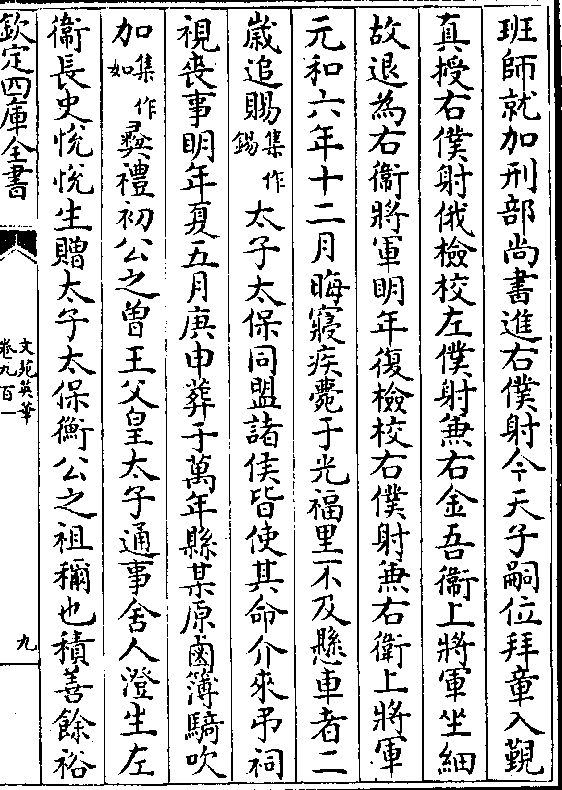 班師就加刑部尚書進右僕射今天子嗣位拜章入覲
真授右僕射俄檢校左僕射兼右金吾衛上將軍坐細
故退為右衛將軍明年復檢校右僕射兼右衛上將軍
元和六年十二月晦寢疾薨于光福里不及懸車者二
歲追賜集作錫太子太保同盟諸侯皆使其命介來弔祠
視喪事明年夏五月庚申葬于萬年縣某原鹵簿騎吹
加集作如彛禮初公之曾王父皇太子通事舍人澄生左
衛長史恱恱生贈太子太保衡公之祖禰也積善餘裕
欽定四庫全書
文苑英華
卷九百一
九